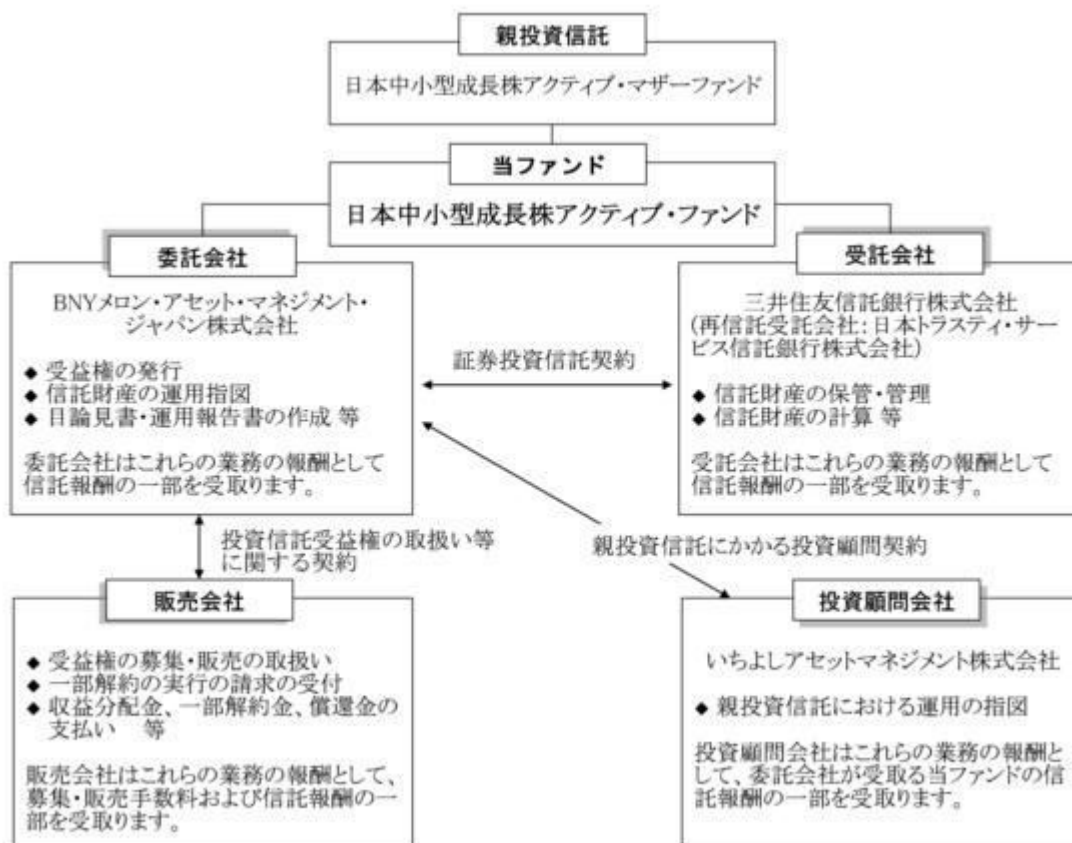 親投資信託
日本中小型成長株アクティブ・マザーファンド
当ファンド
日本中小型成長株アクティブ・ファンド
委託会社
BNYメロン・アセット・マネジメント・
ジャパン株式会社
◆ 受益権の発行
◆ 信託財産の運用指図
◆ 目論見書・運用報告書の作成 等
委託会社はこれらの業務の報酬として
信託報酬の一部を受取ります。
証券投資信託契約
受託会社
三井住友信託銀行株式会社
(再信託受託会社:日本トラスティ・サー
ビス信託銀行株式会社)
◆ 信託財産の保管・管理
◆ 信託財産の計算 等
受託会社はこれらの業務の報酬として
信託報酬の一部を受取ります。
投資信託受益権の取扱い等
に関する契約
親投資信託にかかる投資顧問契約
販売会社
◆ 受益権の募集・販売の取扱い
◆ 一部解約の実行の請求の受付
◆ 収益分配金、一部解約金、償還金の
支払い 等
販売会社はこれらの業務の報酬として、
募集・販売手数料および信託報酬の一
部を受取ります。
投資顧問会社
いちよしアセットマネジメント株式会社
◆ 親投資信託における運用の指図
投資顧問会社はこれらの業務の報酬と
して、委託会社が受取る当ファンドの信
託報酬の一部を受取ります。